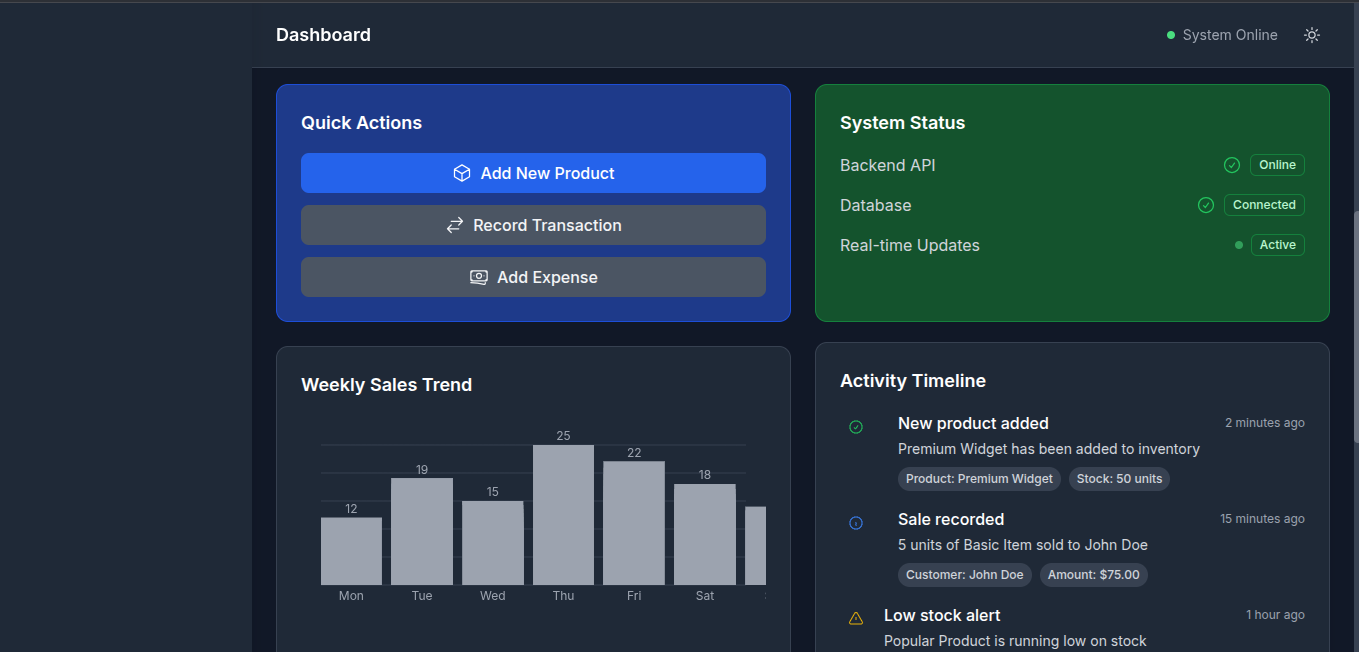 Dashboard
System Online
Quick Actions
Add New Product
Record Transaction
Add Expense
System Status
Backend API
Online
Database
Connected
Real-time Updates
Active
Weekly Sales Trend
25
22
19
18
15
12
Mon Tue Wed Thu Fri Sat
Activity Timeline
New product added
2 minutes ago
Premium Widget has been added to inventory
Product: Premium Widget
Stock: 50 units
Sale recorded
15 minutes ago
5 units of Basic Item sold to John Doe
Customer: John Doe
Amount: $75.00
Low stock alert
1 hour ago
Popular Product is running low on stock